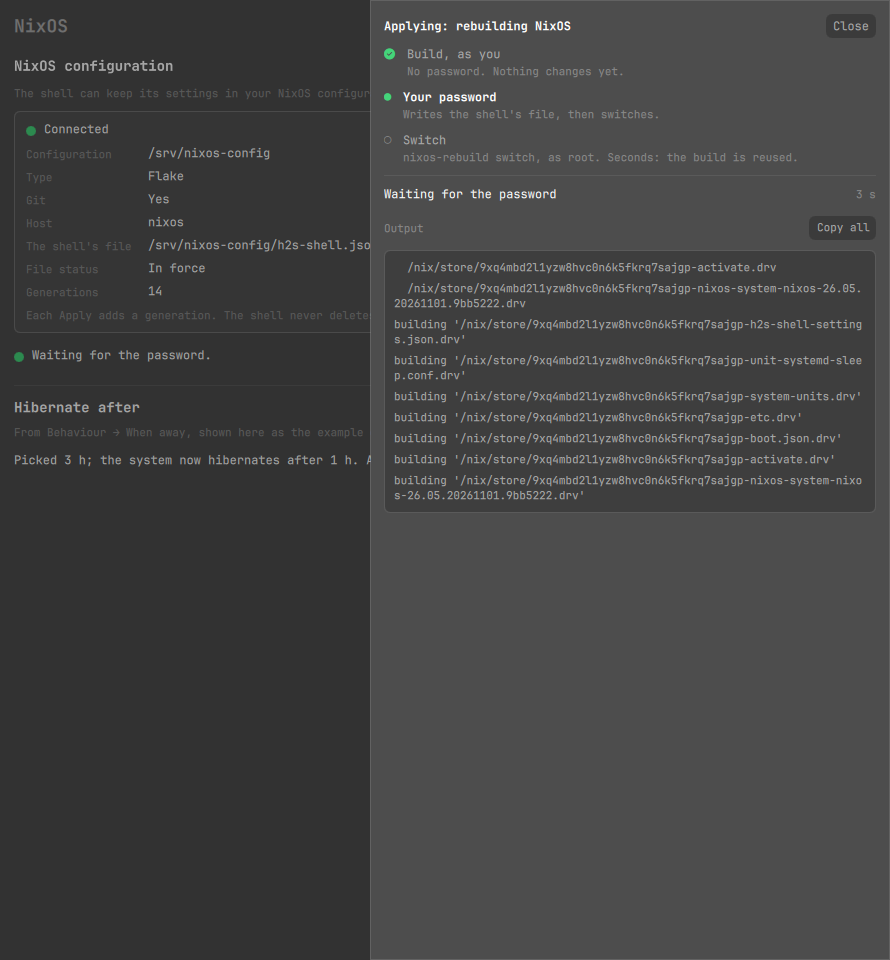 NixOS
NixOS configuration
The shell can keep its settings in your NixOS configur
Connected
Configuration /srv/nixos-config
Type Flake
Git Yes
Host nixos
The shell's file /srv/nixos-config/h2s-shell.jso
File status In force
Generations 14
Each Apply adds a generation. The shell never delete
Waiting for the password.
Hibernate after
From Behaviour → When away, shown here as the example
Picked 3 h; the system now hibernates after 1 h. A
Applying: rebuilding NixOS
Close
Build, as you
No password. Nothing changes yet.
Your password
Writes the shell's file, then switches.
Switch
nixos-rebuild switch, as root. Seconds: the build is reused.
Waiting for the password 3 s
Output
Copy all
/nix/store/9xq4mbd2l1yzw8hvc0n6k5fkrq7sajgp-activate.drv
/nix/store/9xq4mbd2l1yzw8hvc0n6k5fkrq7sajgp-nixos-system-nixos-26.05.
20261101.9bb5222.drv
building '/nix/store/9xq4mbd2l1yzw8hvc0n6k5fkrq7sajgp-h2s-shell-setting
s.json.drv'
building '/nix/store/9xq4mbd2l1yzw8hvc0n6k5fkrq7sajgp-unit-systemd-slee
p.conf.drv'
building '/nix/store/9xq4mbd2l1yzw8hvc0n6k5fkrq7sajgp-system-units.drv'
building '/nix/store/9xq4mbd2l1yzw8hvc0n6k5fkrq7sajgp-etc.drv'
building '/nix/store/9xq4mbd2l1yzw8hvc0n6k5fkrq7sajgp-boot.json.drv'
building '/nix/store/9xq4mbd2l1yzw8hvc0n6k5fkrq7sajgp-activate.drv'
building '/nix/store/9xq4mbd2l1yzw8hvc0n6k5fkrq7sajgp-nixos-system-nixo
s-26.05.20261101.9bb5222.drv'